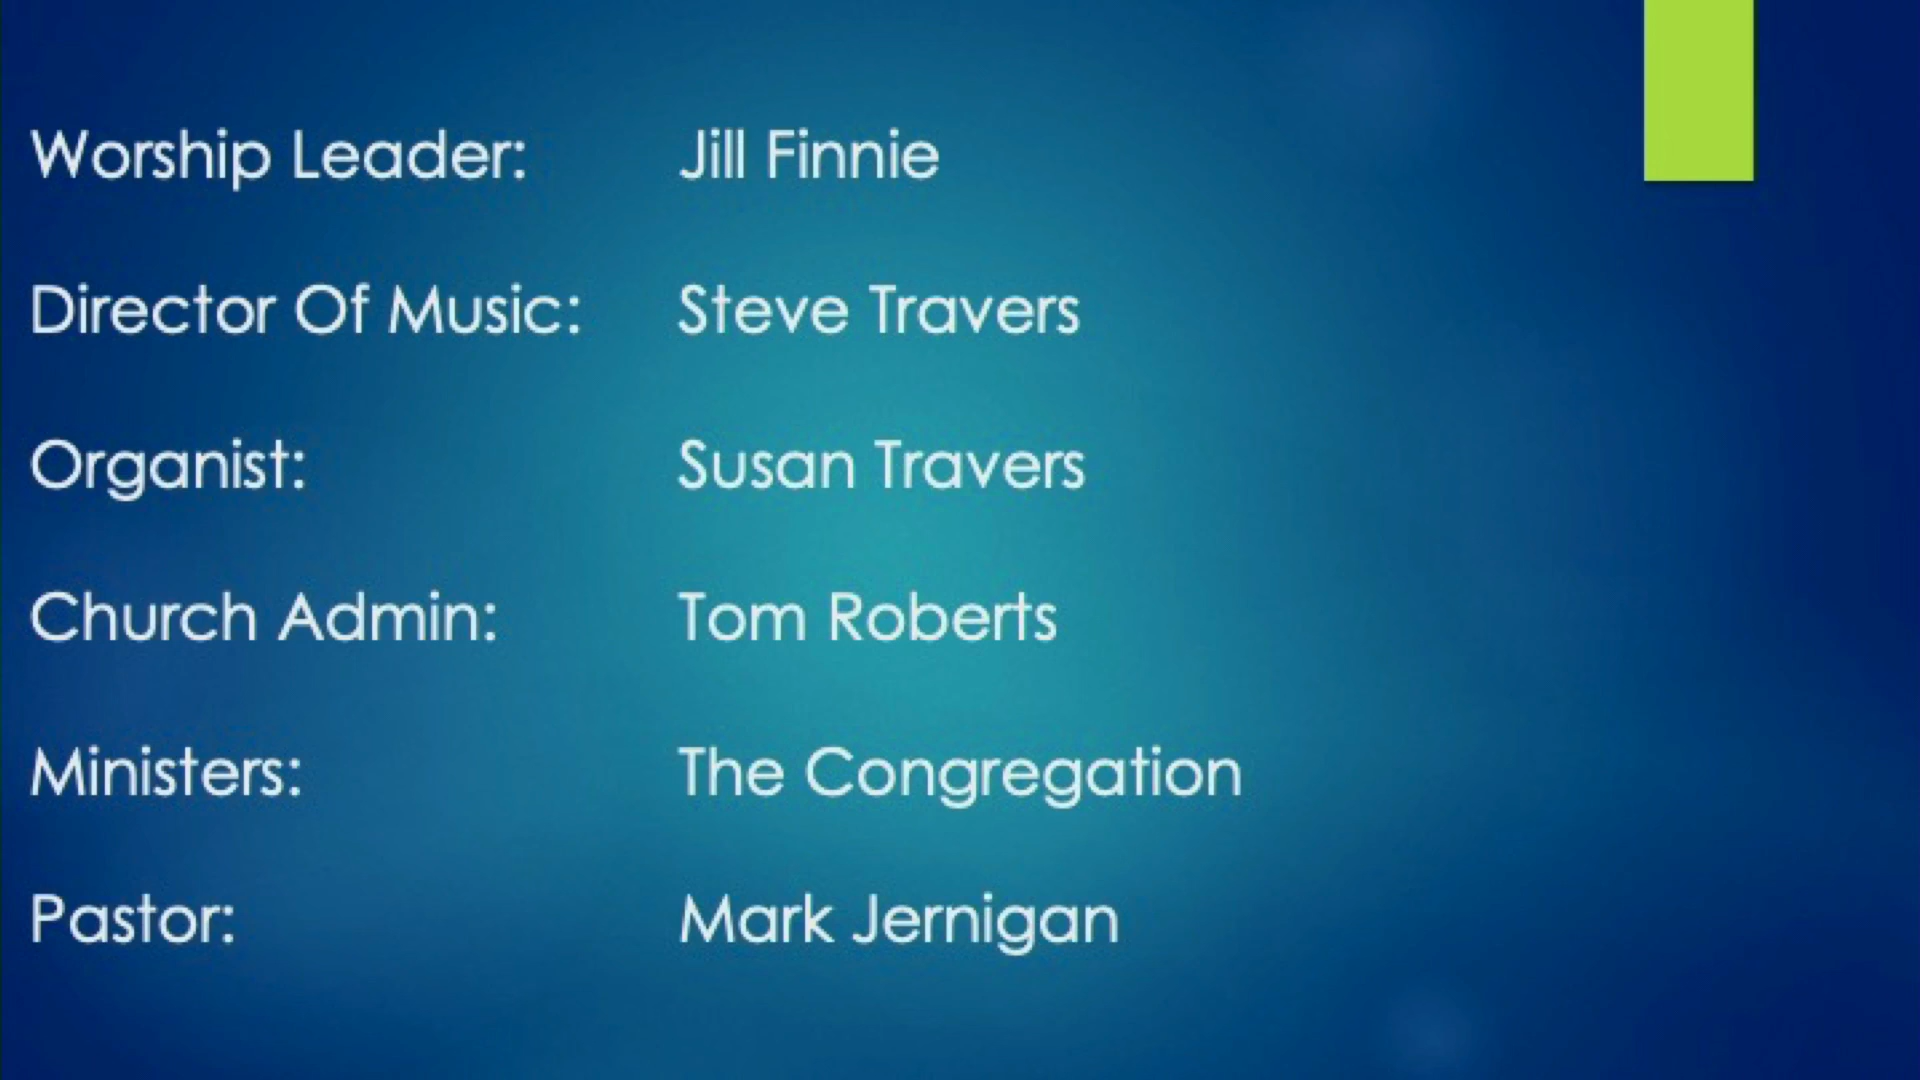 Worship Leader: Jill Finnie
Director Of Music: Steve Travers
Organist: Susan Travers
Church Admin: Tom Roberts
Ministers: The Congregation
Pastor: Mark Jernigan